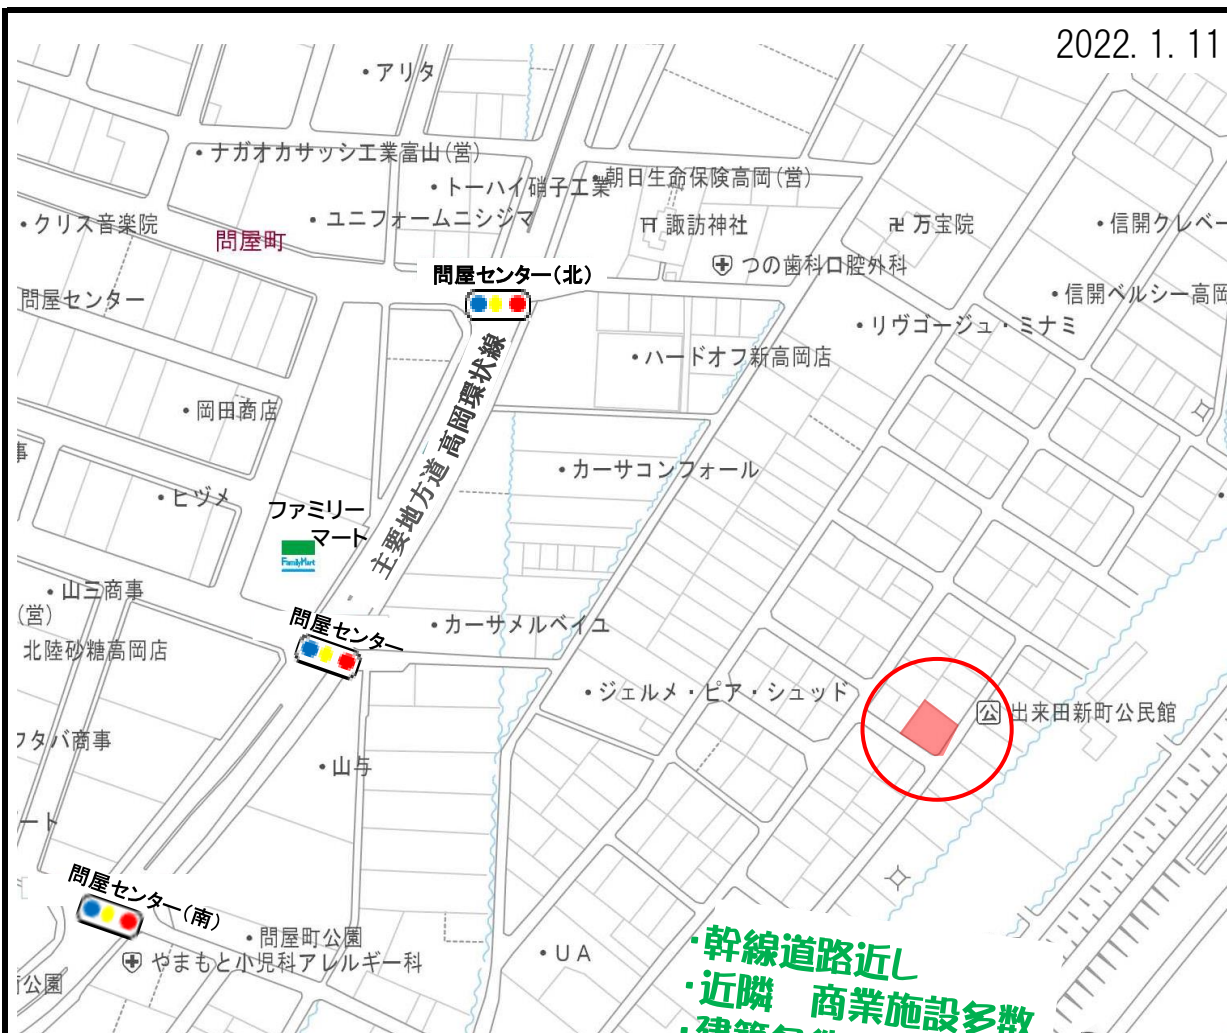 2022.1.11
・アリタ
・ナガオカサッシエ業富山(営)
・トーハイ硝子工業
・朝日生命保険高岡(営)
・クリス音楽院
・ユニフォームニシジマ
諏訪神社
卍 万宝院
・信開クレベー
問屋町
問屋センター(北)
つの歯科口腔外科
問屋センター
・信開ベルシー高岡
・リヴゴージュ・ミナミ
・ハードオフ新高岡店
主要地方道 高岡環状線
・岡田商店
事
・カーサコンフォール
・ヒヅメ
ファミリー
マート
FamilyMart
・山三商事
(営)
問屋センター
・カーサメルベイユ
北陸砂糖高岡店
・ジェルメ・ピア・シュッド
公 出来田新町公民館
フタバ商事
・山与
ート
問屋センター(南)
・問屋町公園
やまもと小児科アレルギー科
・UA
公園
・幹線道路近し
・近隣 商業施設多数